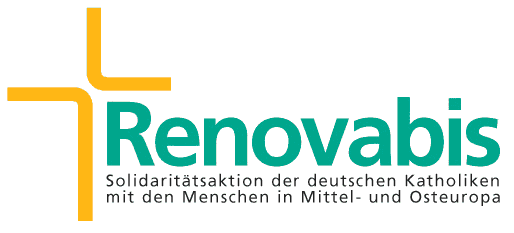 Renovabis
Solidaritätsaktion der deutschen Katholiken
mit den Menschen in Mittel- und Osteuropa